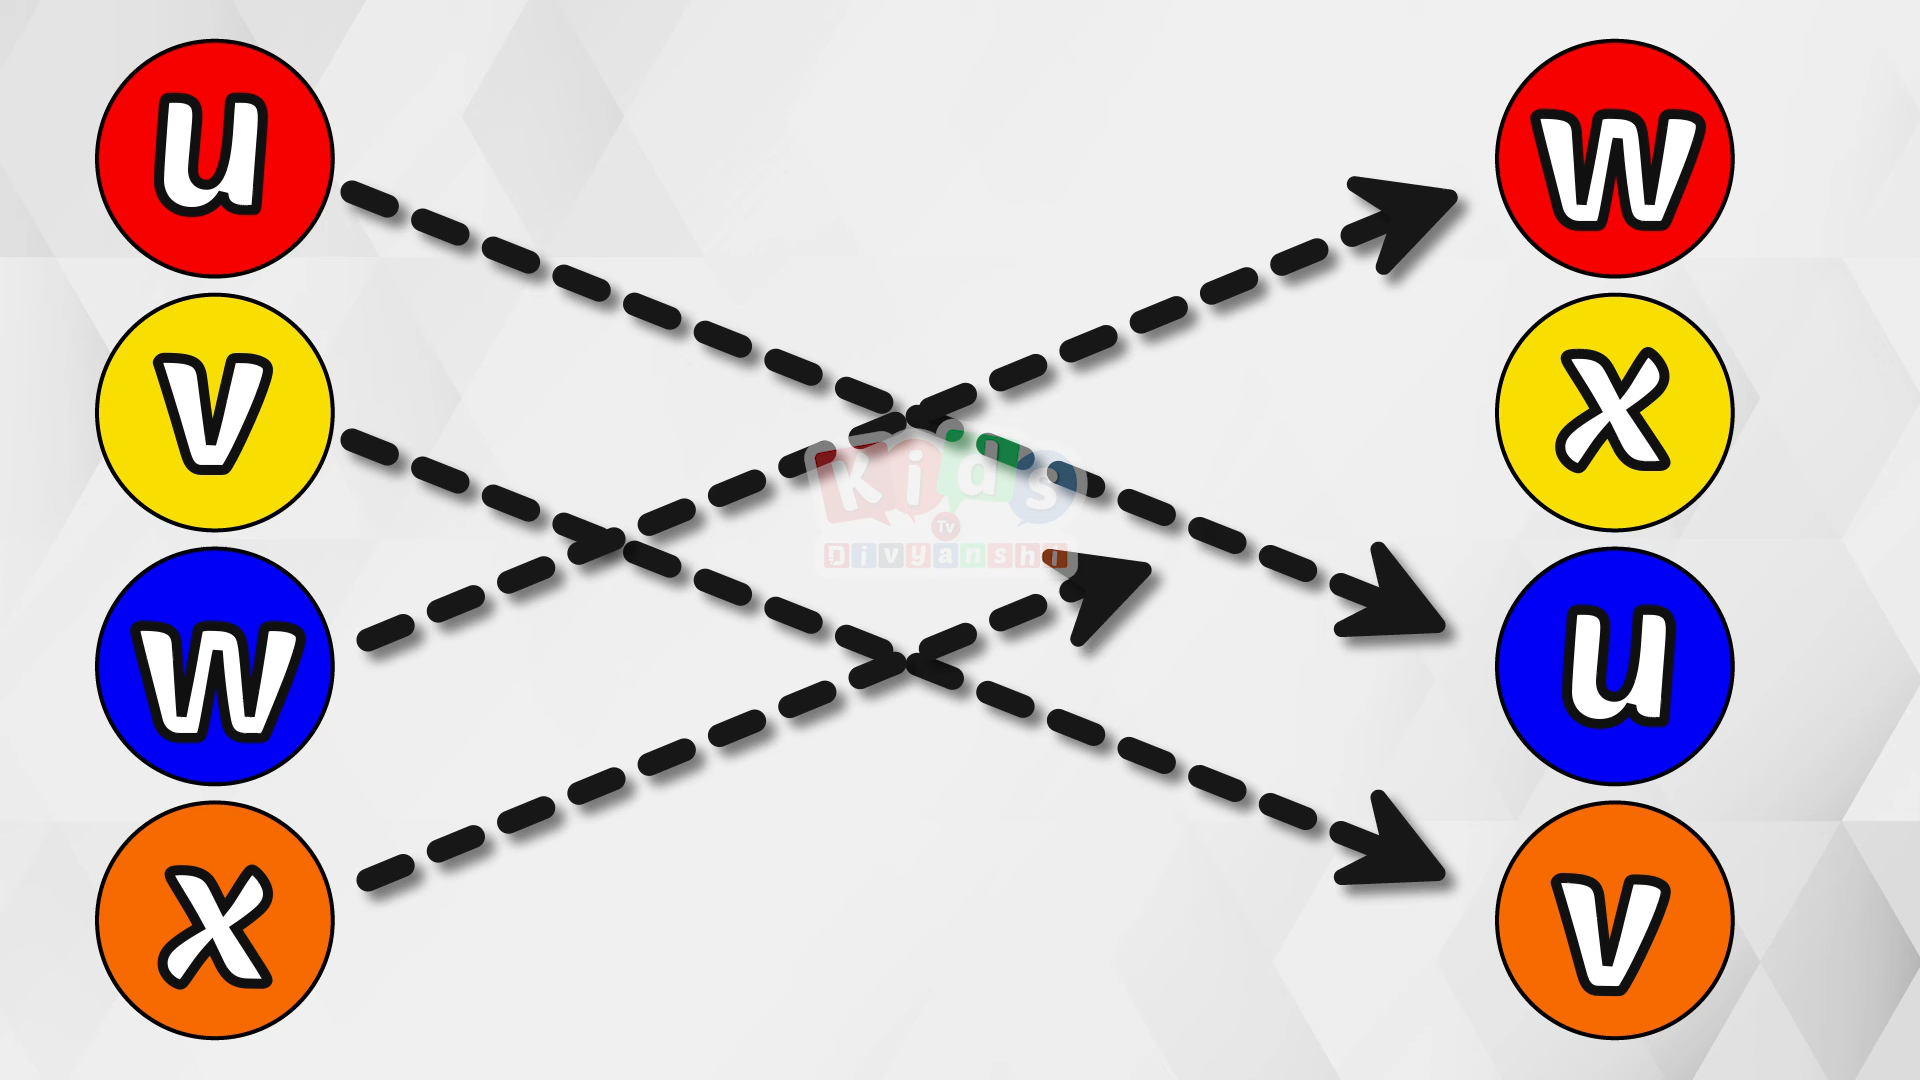 u w
v x
Kids
Tv
Divyanshi
w u
x v